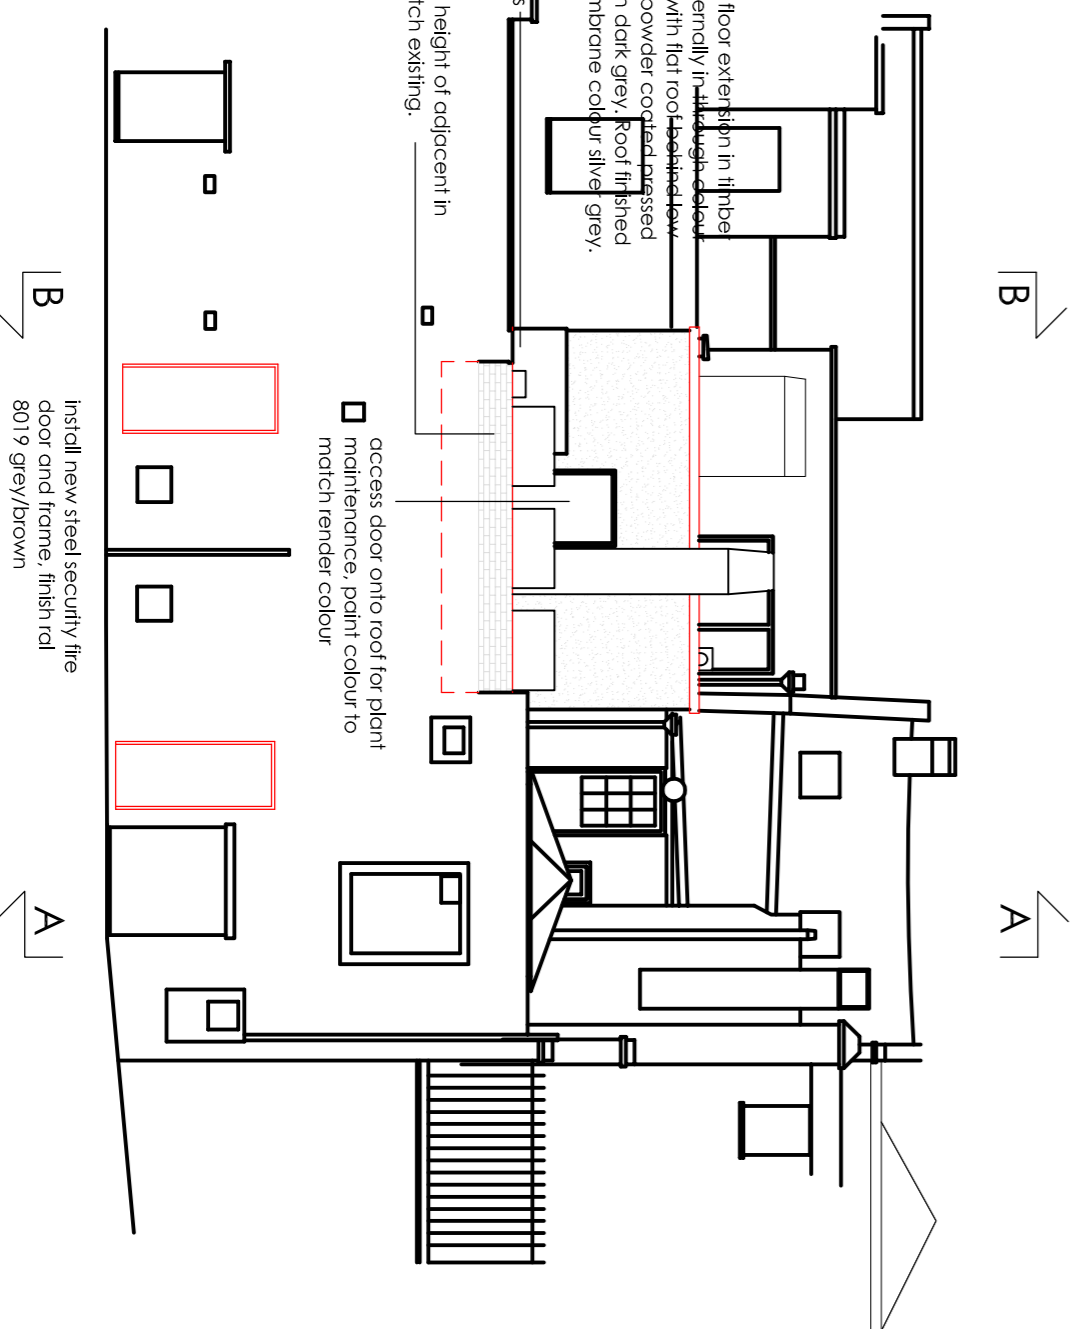 floor extension in timber
ernally in through colour
with flat roof behind low
powder coated pressed
n dark grey. Roof finished
mbrane colour silver grey.
s
height of adjacent in
tch existing.
access door onto roof for plant
maintenance, paint colour to
match render colour
install new steel security fire
door and frame, finish ral
8019 grey/brown
B
B
A
A